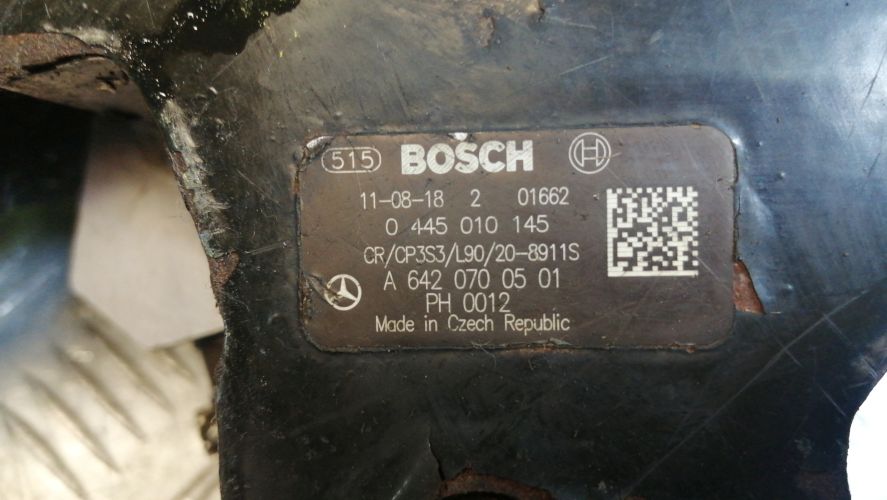 515 BOSCH
11-08-18 2 01662
0 445 010 145
CR/CP3S3/L90/20-8911S
A 642 070 05 01
PH 0012
Made in Czech Republic